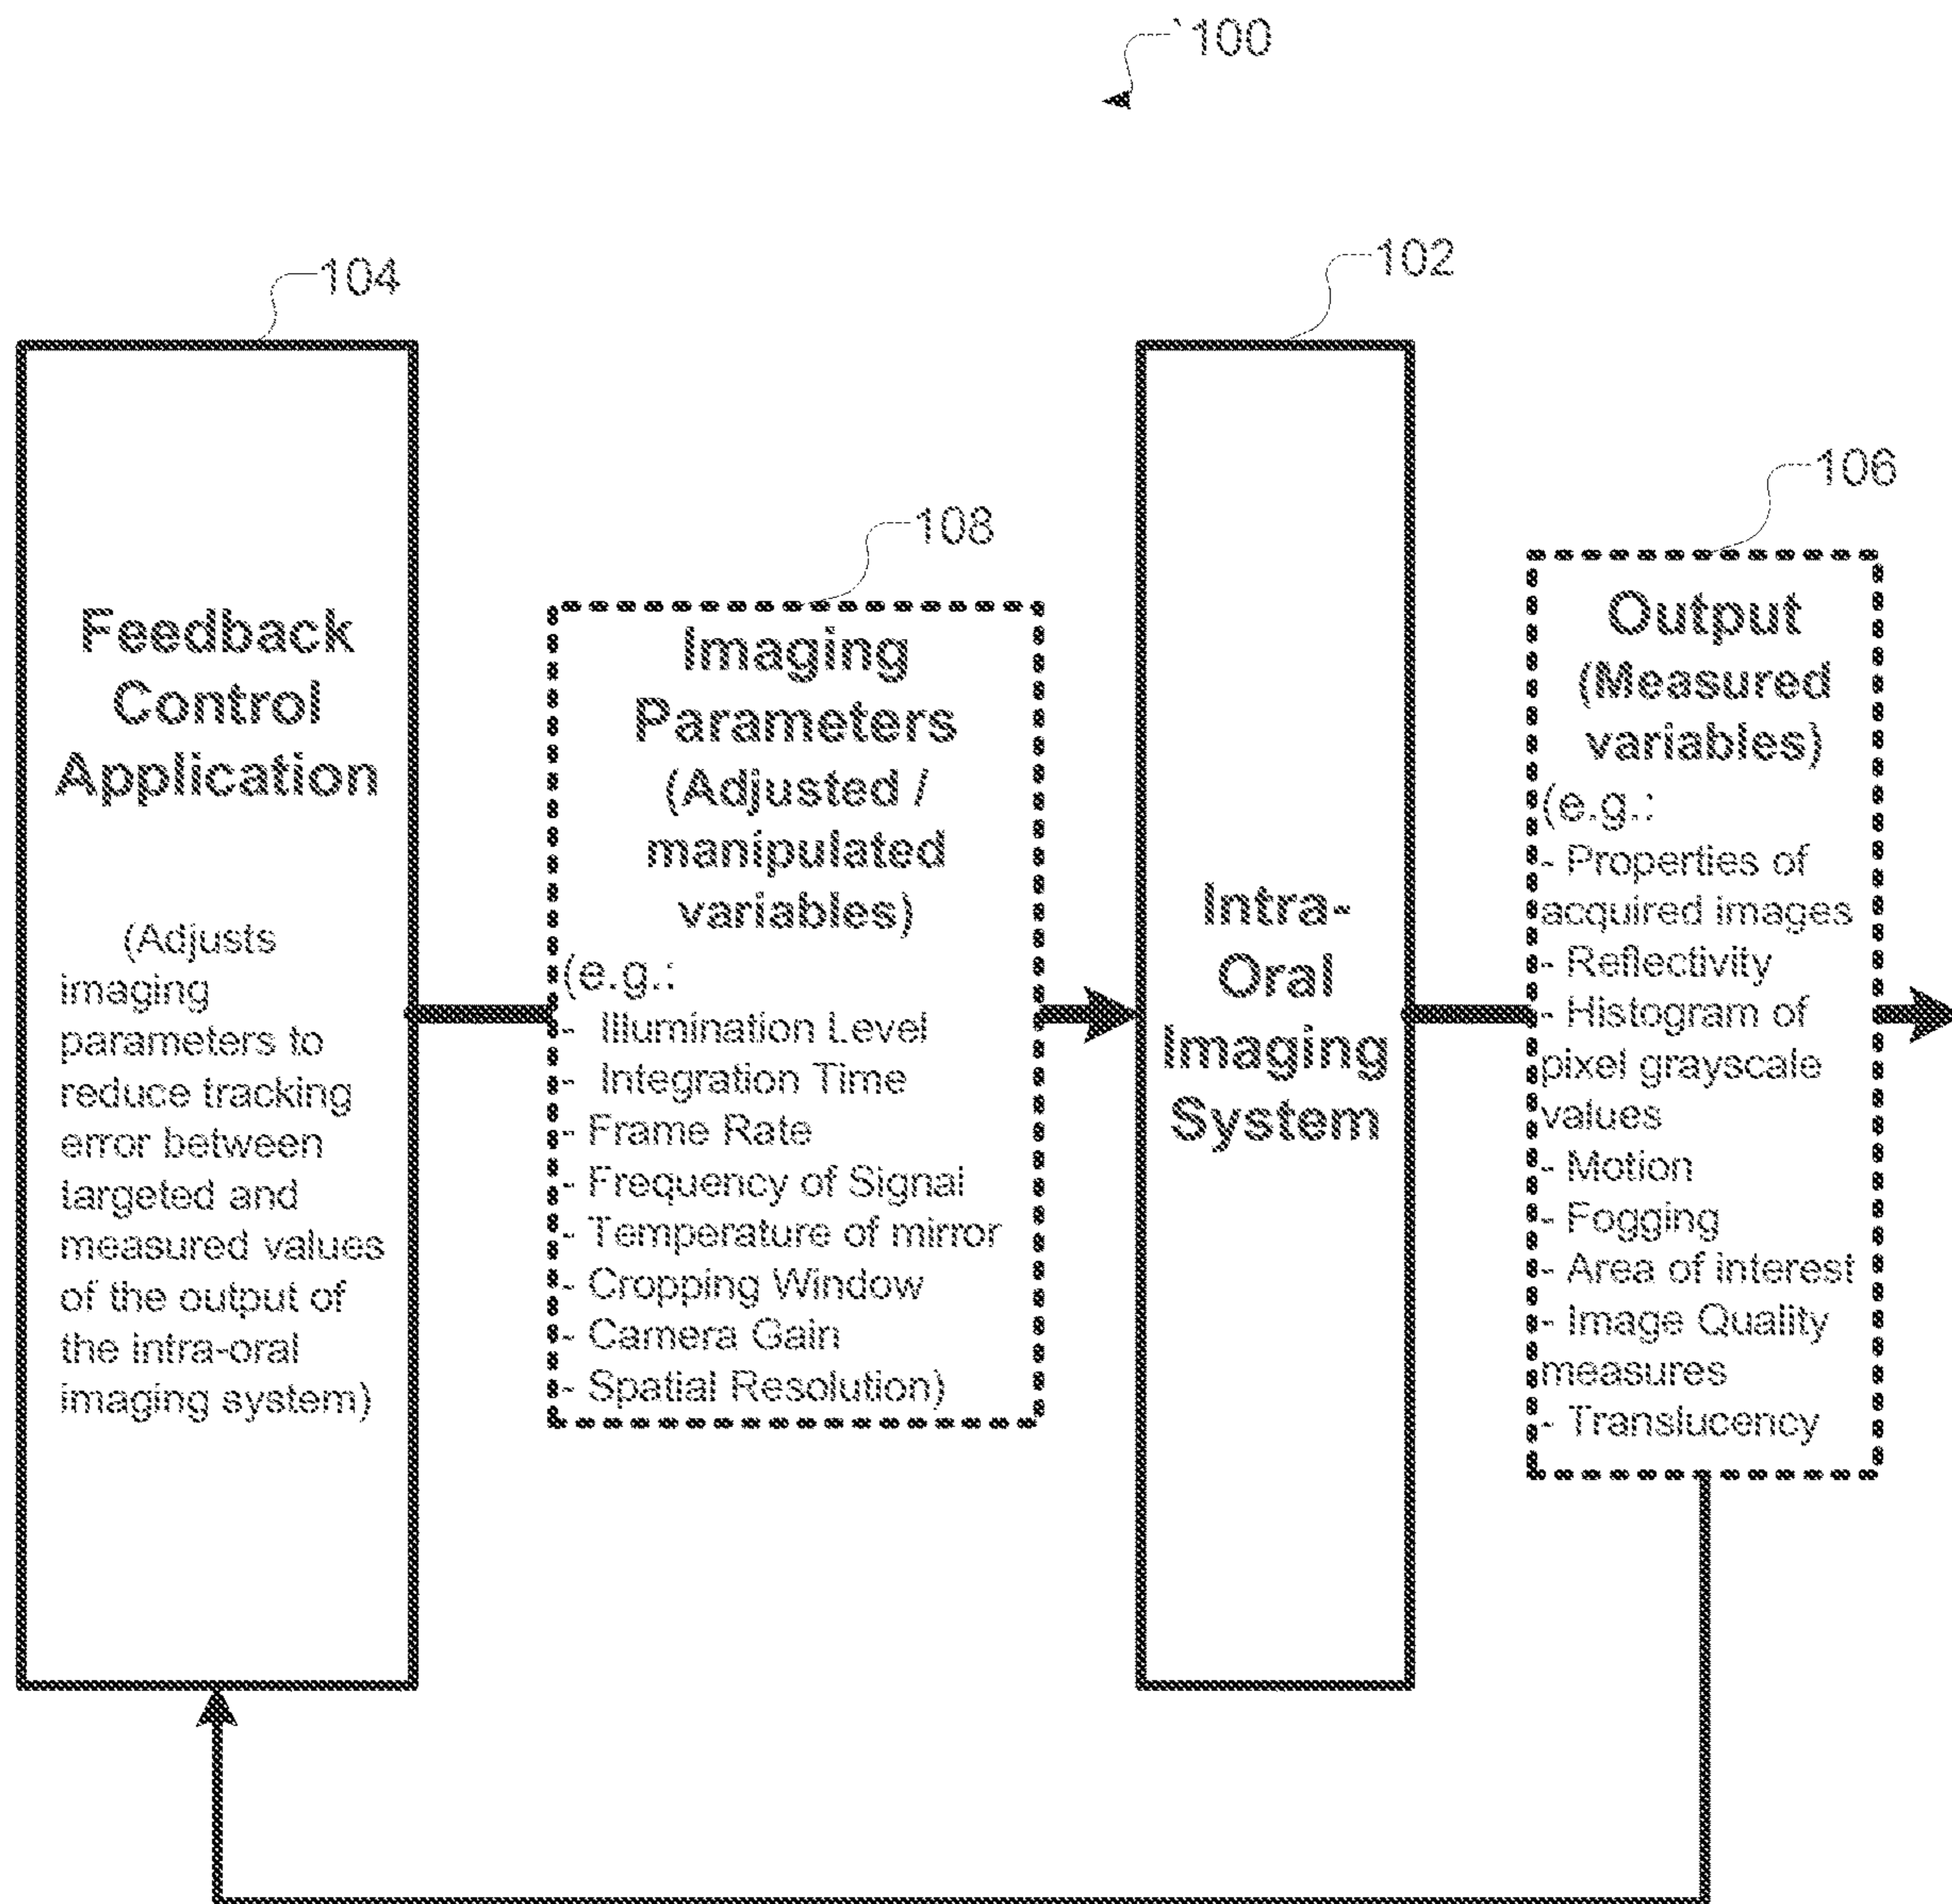 `100
104
Feedback
Control
Application
(Adjusts
imaging
parameters to
reduce tracking
error between
targeted and
measured values
of the output of
the intra-oral
imaging system)
108
Imaging
Parameters
(Adjusted /
manipulated
variables)
(e.g.:
- Illumination Level
- Integration Time
- Frame Rate
- Frequency of Signal
- Temperature of mirror
- Cropping Window
- Camera Gain
- Spatial Resolution)
102
Intra-
Oral
Imaging
System
106
Output
(Measured
variables)
(e.g.:
- Properties of
acquired images
- Reflectivity
- Histogram of
pixel grayscale
values
- Motion
- Fogging
- Area of interest
- Image Quality
measures
- Translucency